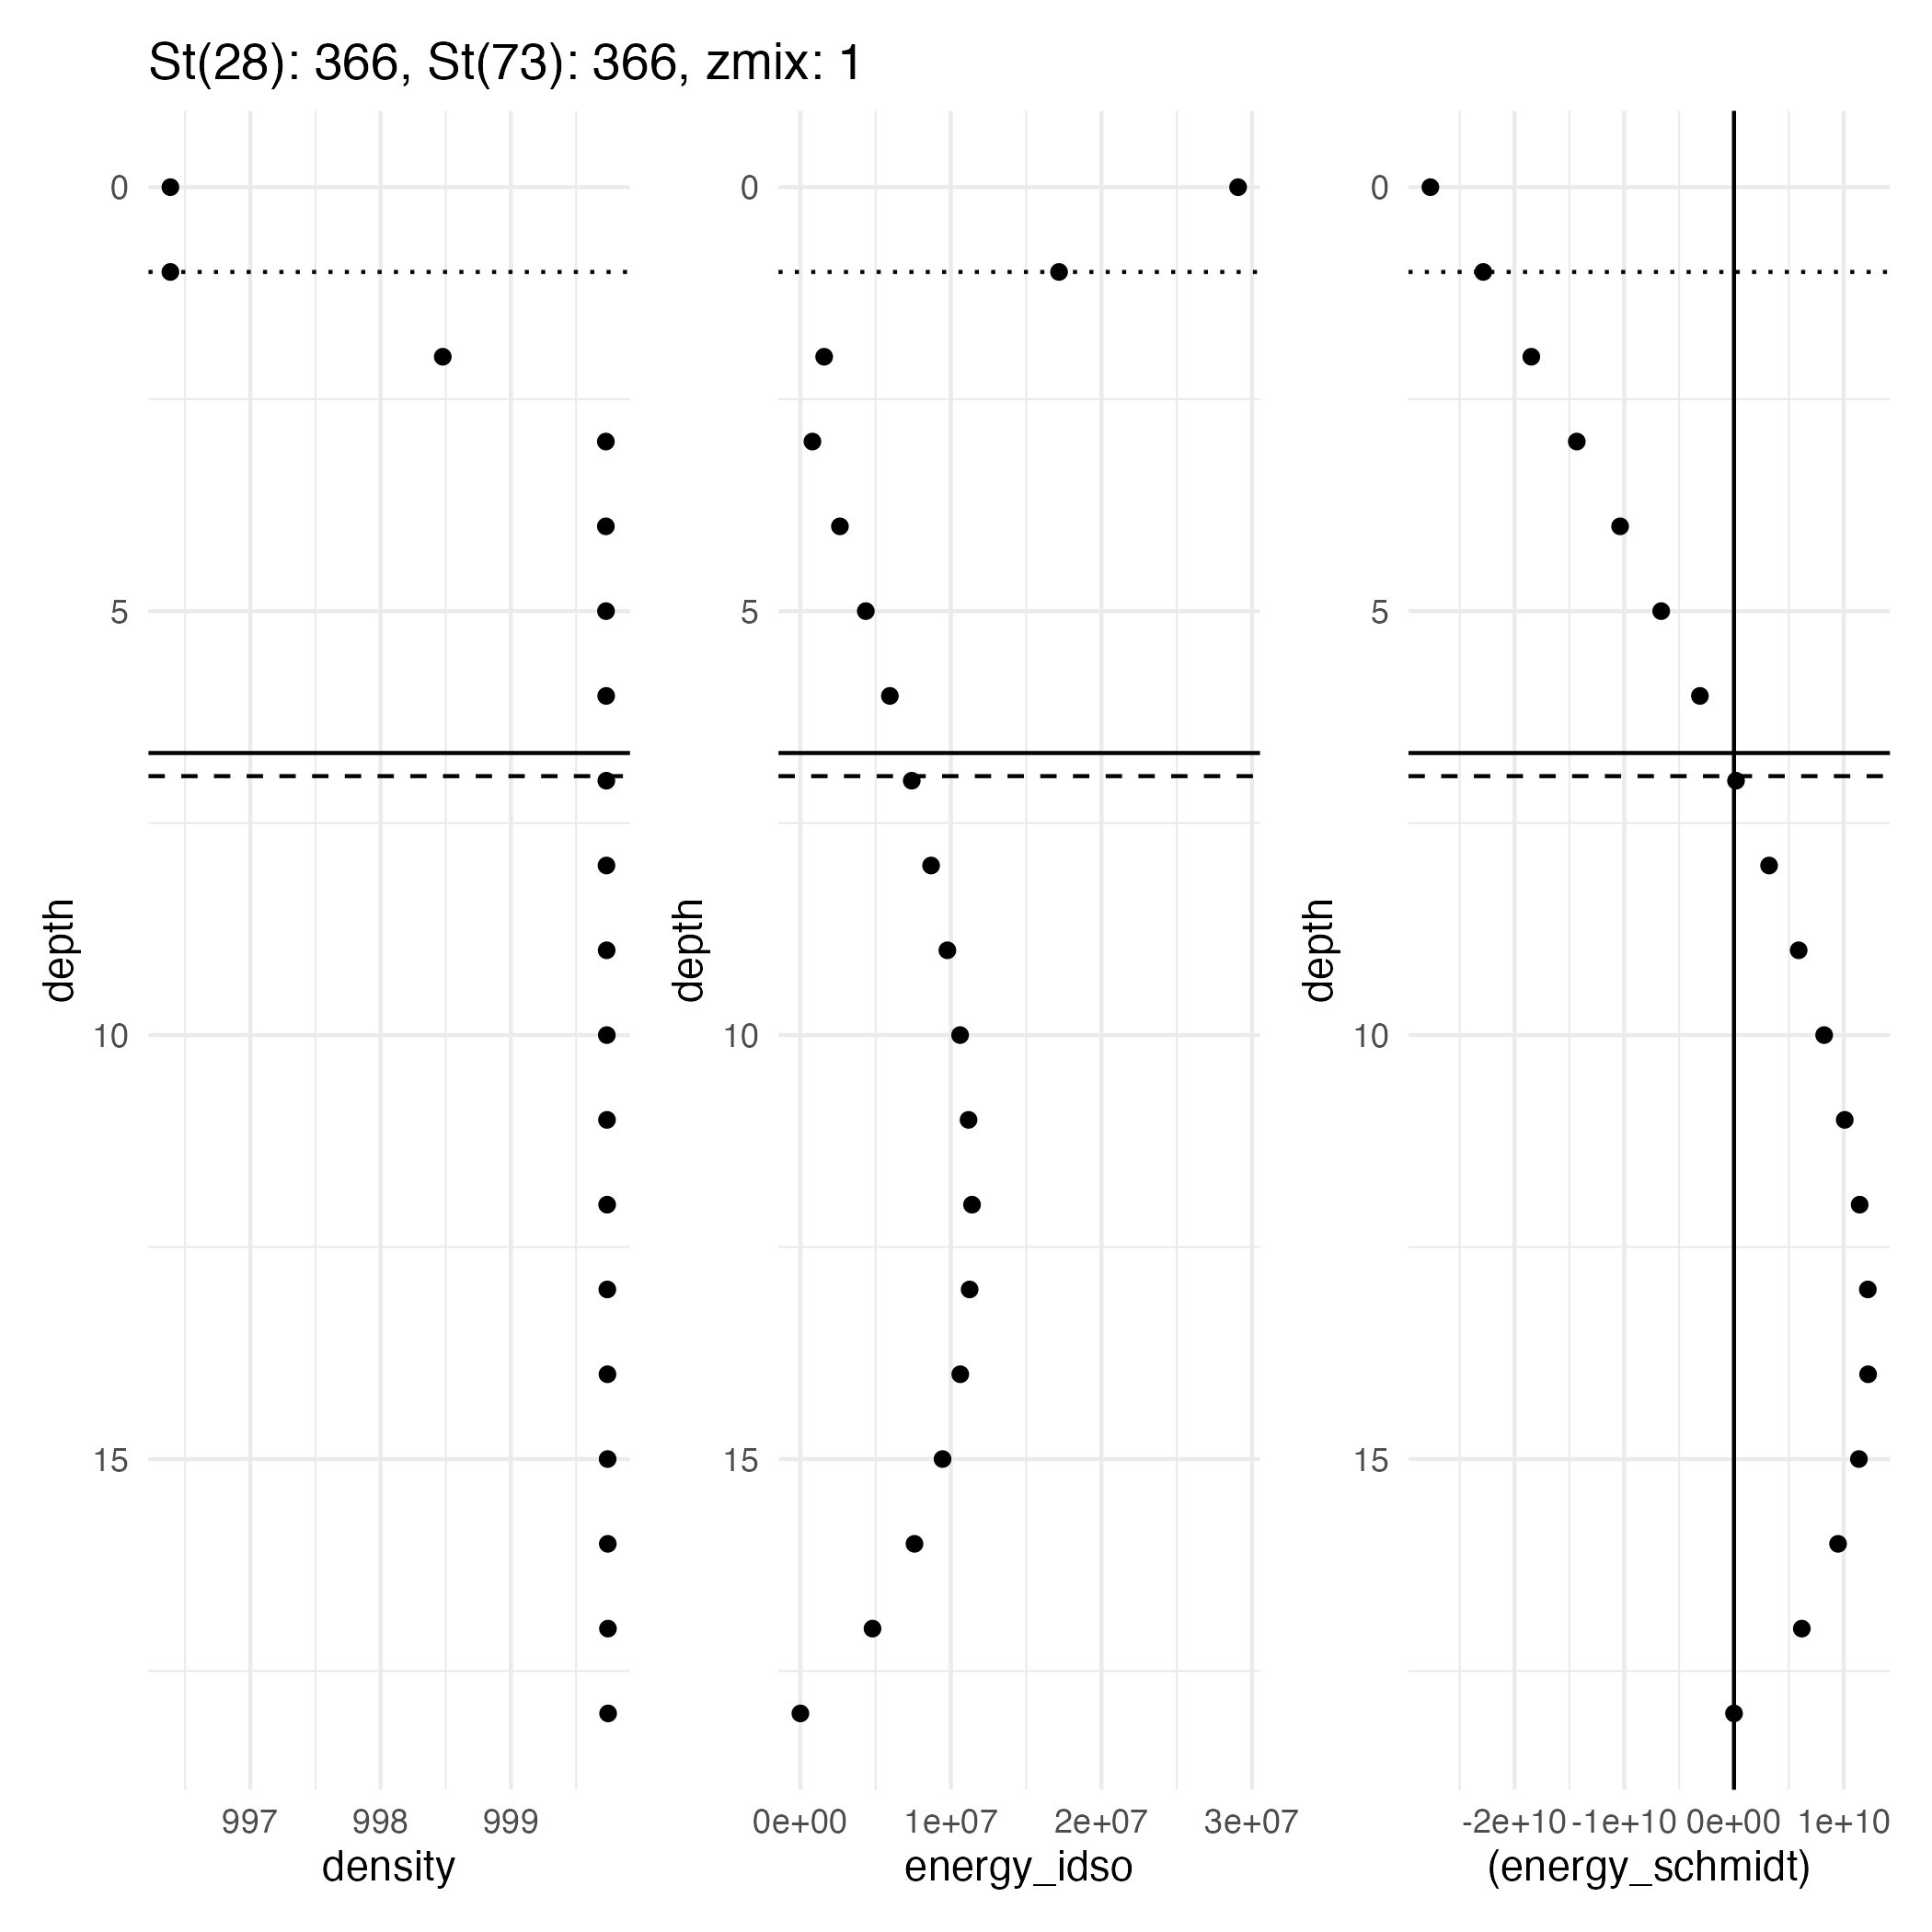 St(28): 366, St(73): 366, zmix: 1
depth
0
5
10
15
997 998 999
density
depth
0
5
10
15
0e+00 1e+07 2e+07 3e+07
energy_idso
depth
0
5
10
15
-2e+10 -1e+10 0e+00 1e+10
(energy_schmidt)